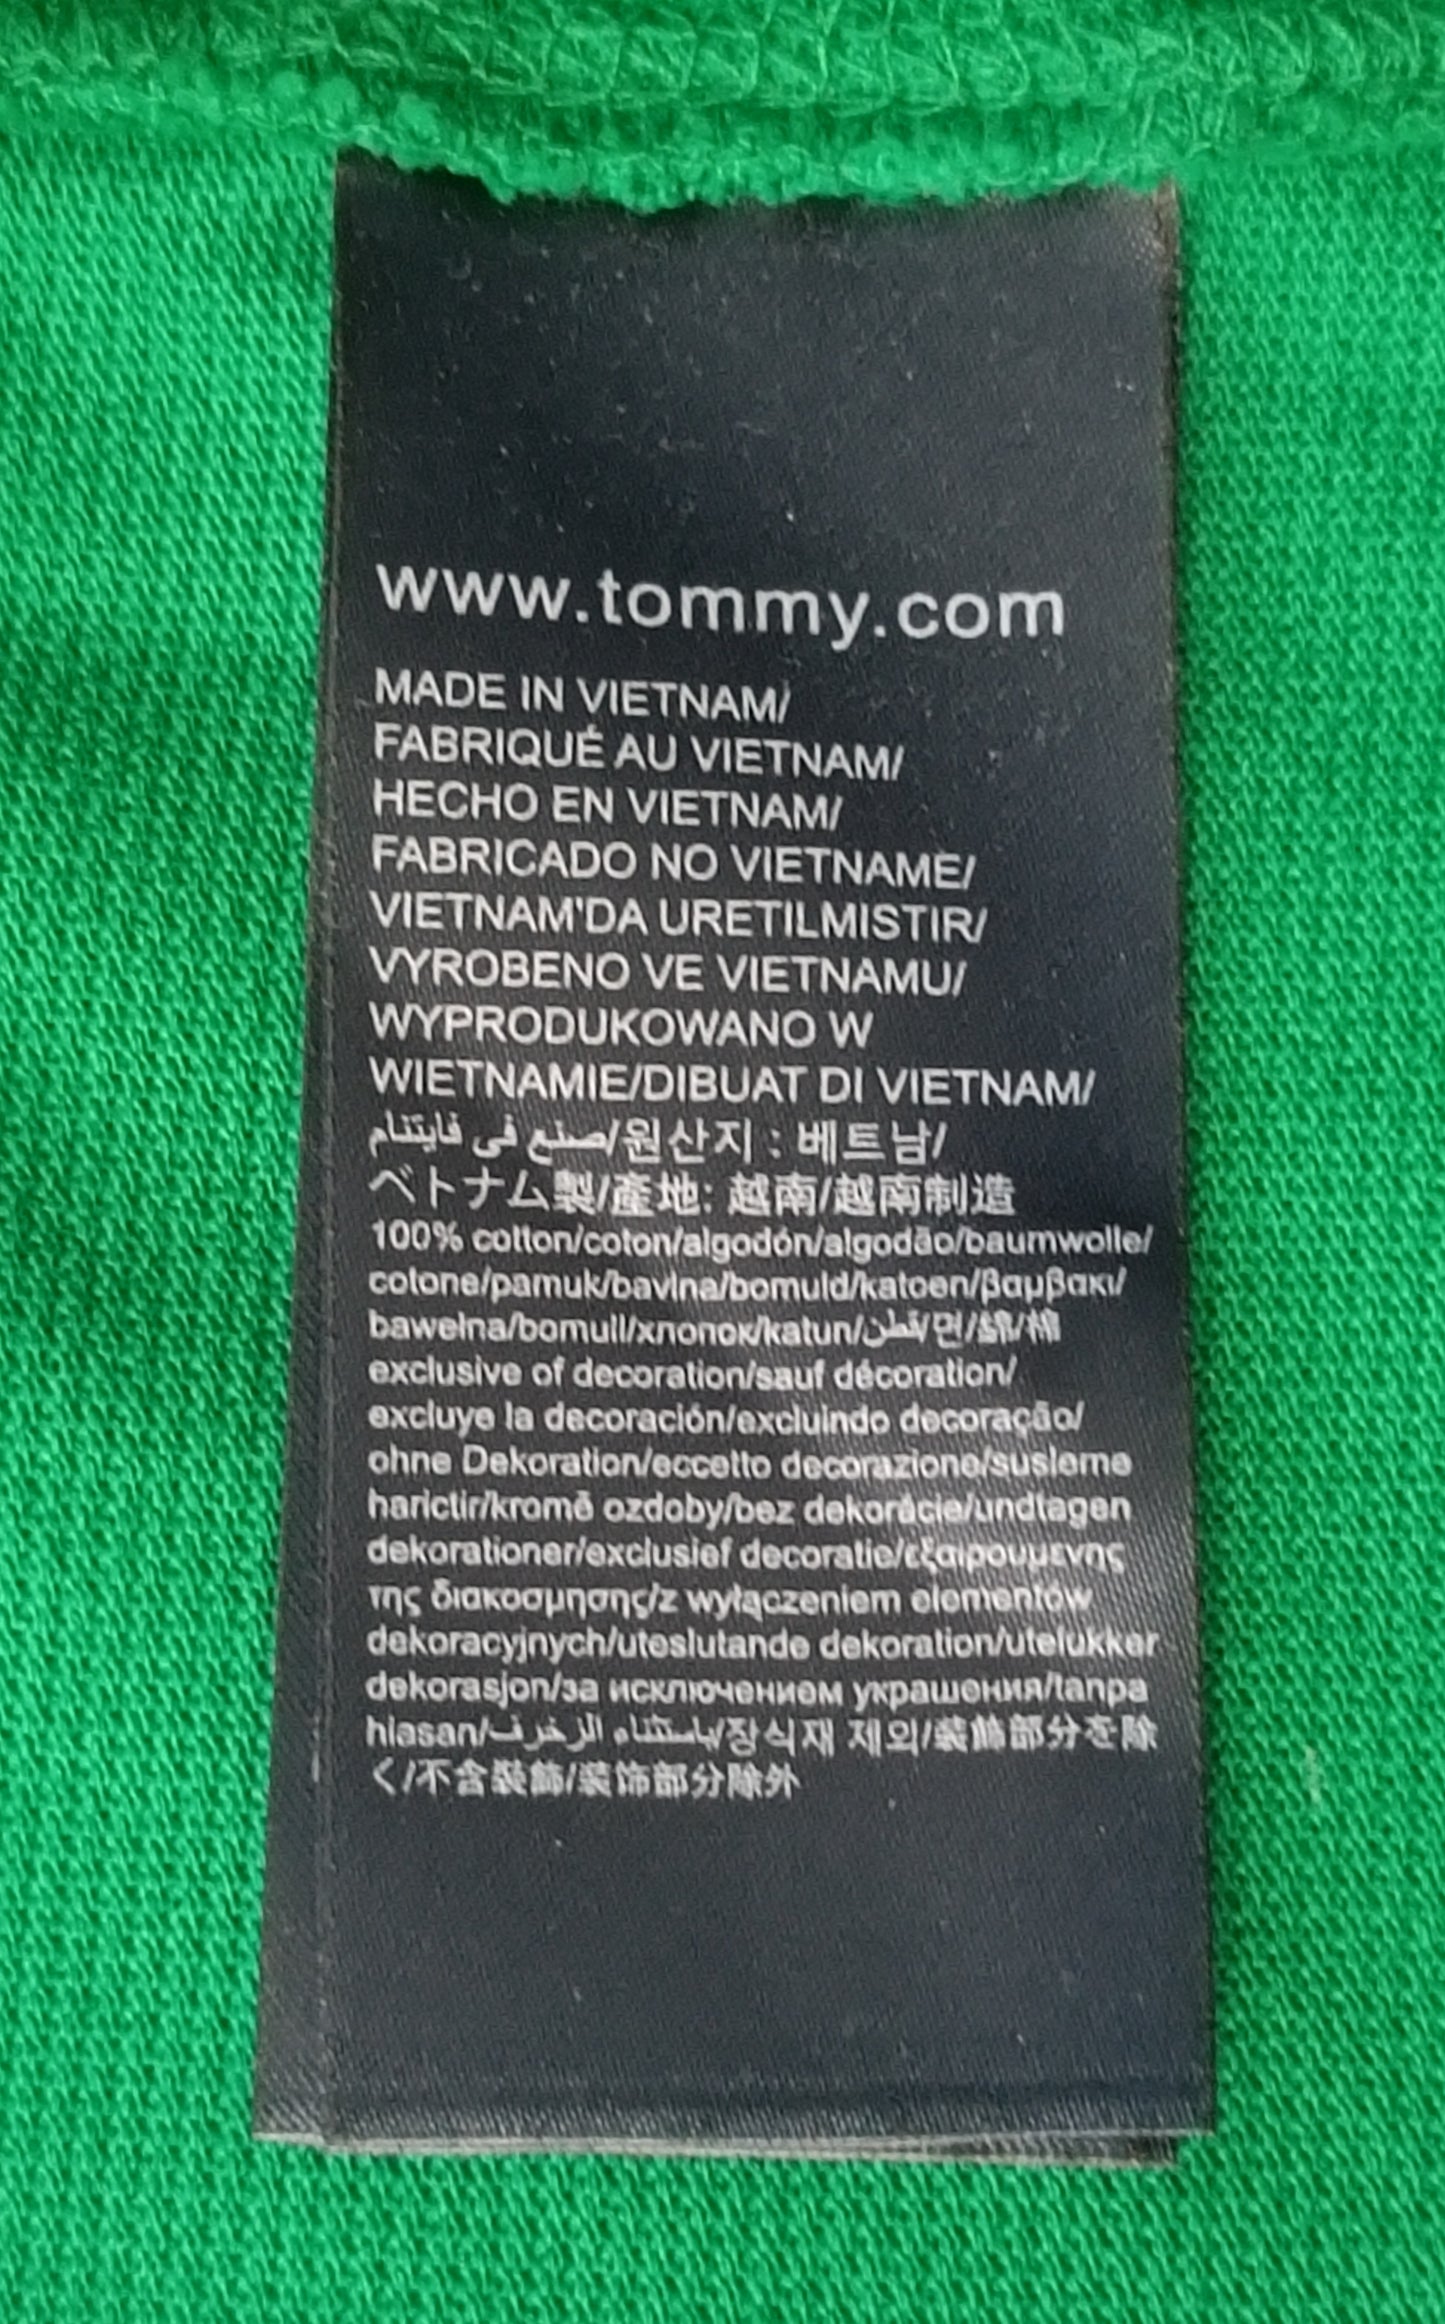 www.tommy.com
MADE IN VIETNAM/
FABRIQUÉ AU VIETNAM/
HECHO EN VIETNAM/
FABRICADO NO VIETNAME/
VIETNAM'DA URETILMISTIR/
VYROBENO VE VIETNAMU/
WYPRODUKOWANO W
WIETNAMIE/DIBUAT DI VIETNAM/
صنع في فايتنام/원산지 : 베트남/
ベトナム製/產地: 越南/越南制造
100% cotton/coton/algodón/algodão/baumwolle/
cotone/pamuk/bavlna/bomuld/katoen/βαμβακι/
bawełna/bomull/хлопок/katun/قطن/면/綿/棉
exclusive of decoration/sauf décoration/
excluye la decoración/excluindo decoração/
ohne Dekoration/eccetto decorazione/susleme
harictir/kromě ozdoby/bez dekorácie/undtagen
dekorationer/exclusief decoratie/εξαιρουμενης
της διακοσμησης/z wyłączeniem elementów
dekoracyjnych/uteslutande dekoration/utelukker
dekorasjon/за исключением украшения/tanpa
hiasan/باستثناء الزخرف/장식재 제외/装飾部分を除
く/不含裝飾/装饰部分除外